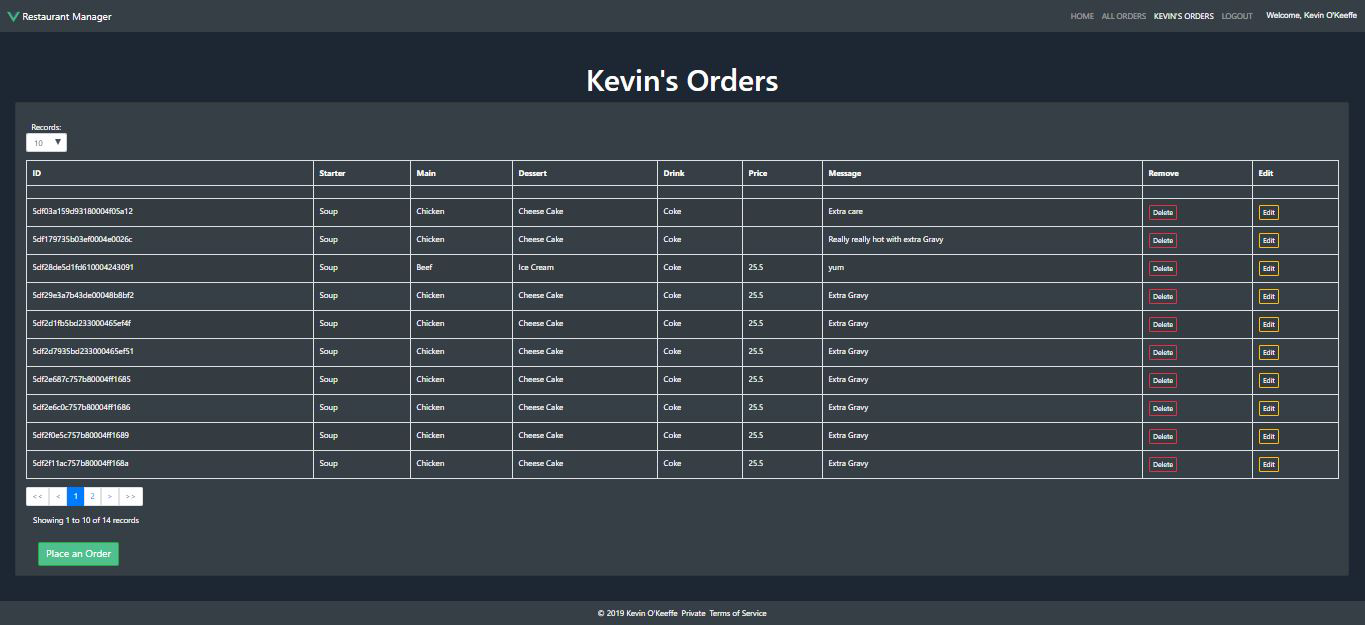 Restaurant Manager HOME ALL ORDERS KEVIN'S ORDERS LOGOUT Welcome, Kevin O'Keeffe
Kevin's Orders
Records:
10 ▼
ID Starter Main Dessert Drink Price Message Remove Edit
5df03a159d93180004f05a12 Soup Chicken Cheese Cake Coke Extra care Delete Edit
5df179735b03ef0004e0026c Soup Chicken Cheese Cake Coke Really really hot with extra Gravy Delete Edit
5df28de5d1fd610004243091 Soup Beef Ice Cream Coke 25.5 yum Delete Edit
5df29e3a7b43de00048b8bf2 Soup Chicken Cheese Cake Coke 25.5 Extra Gravy Delete Edit
5df2d1fb5bd233000465ef4f Soup Chicken Cheese Cake Coke 25.5 Extra Gravy Delete Edit
5df2d7935bd233000465ef51 Soup Chicken Cheese Cake Coke 25.5 Extra Gravy Delete Edit
5df2e687c757b80004ff1685 Soup Chicken Cheese Cake Coke 25.5 Extra Gravy Delete Edit
5df2e6c0c757b80004ff1686 Soup Chicken Cheese Cake Coke 25.5 Extra Gravy Delete Edit
5df2f0e5c757b80004ff1689 Soup Chicken Cheese Cake Coke 25.5 Extra Gravy Delete Edit
5df2f11ac757b80004ff168a Soup Chicken Cheese Cake Coke 25.5 Extra Gravy Delete Edit
<< < 1 2 > >>
Showing 1 to 10 of 14 records
Place an Order
© 2019 Kevin O'Keeffe Private Terms of Service